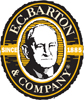 F.C. BARTON
SINCE 1885
& COMPANY